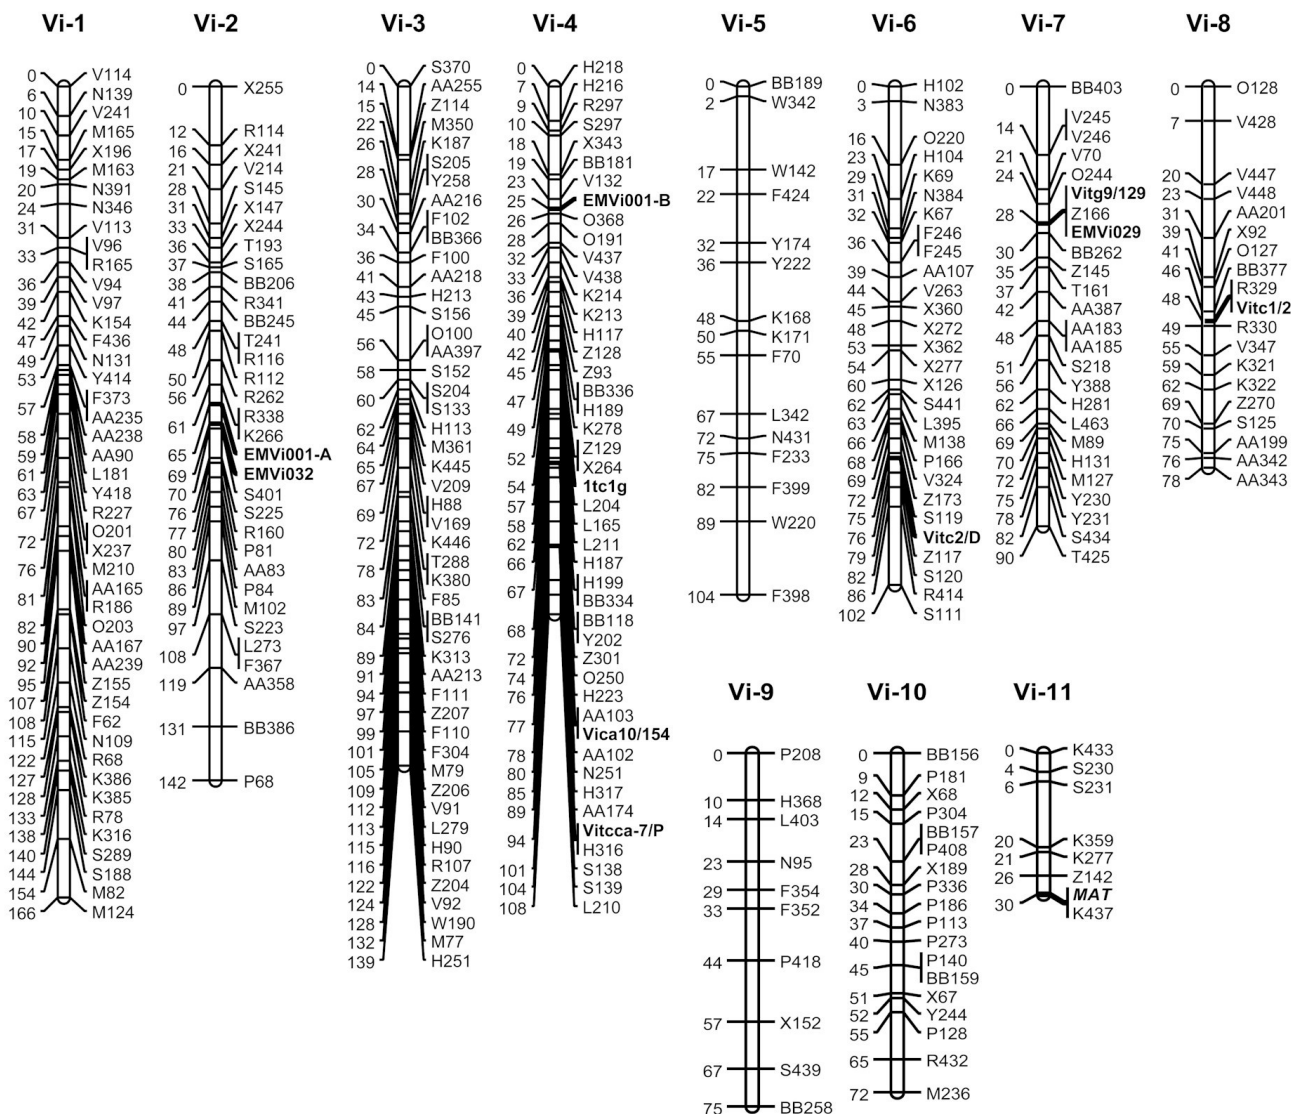 Vi-1
0 V114
6 N139
10 V241
15 M165
17 X196
19 M163
20 N391
24 N346
31 V113
33 V96
R165
36 V94
39 V97
42 K154
47 F436
49 N131
53 Y414
57 F373
AA235
58 AA238
59 AA90
61 L181
63 Y418
67 R227
72 O201
X237
76 M210
81 AA165
R186
82 O203
90 AA167
92 AA239
95 Z155
107 Z154
108 F62
115 N109
122 R68
127 K386
128 K385
133 R78
138 K316
140 S289
144 S188
154 M82
166 M124
Vi-2
0 X255
12 R114
16 X241
21 V214
28 S145
31 X147
33 X244
36 T193
37 S165
38 BB206
41 R341
44 BB245
48 T241
R116
50 R112
56 R262
61 R338
K266
65 EMVi001-A
69 EMVi032
70 S401
76 S225
77 R160
80 P81
83 AA83
86 P84
89 M102
97 S223
108 L273
F367
119 AA358
131 BB386
142 P68
Vi-3
0 S370
14 AA255
15 Z114
22 M350
26 K187
28 S205
Y258
30 AA216
34 F102
BB366
36 F100
41 AA218
43 H213
45 S156
56 O100
AA397
58 S152
60 S204
S133
62 H113
64 M361
65 K445
67 V209
69 H88
V169
72 K446
78 T288
K380
83 F85
84 BB141
S276
89 K313
91 AA213
94 F111
97 Z207
99 F110
101 F304
105 M79
109 Z206
112 V91
113 L279
115 H90
116 R107
122 Z204
124 V92
128 W190
132 M77
139 H251
Vi-4
0 H218
7 H216
9 R297
10 S297
18 X343
19 BB181
23 V132
25 EMVi001-B
26 O368
28 O191
32 V437
33 V438
36 K214
39 K213
40 H117
42 Z128
45 Z93
47 BB336
H189
49 K278
52 Z129
X264
54 1tc1g
57 L204
58 L165
62 L211
66 H187
67 H199
BB334
68 BB118
Y202
72 Z301
74 O250
76 H223
77 AA103
Vica10/154
78 AA102
80 N251
85 H317
89 AA174
94 Vitcca-7/P
H316
101 S138
104 S139
108 L210
Vi-5
0 BB189
2 W342
17 W142
22 F424
32 Y174
36 Y222
48 K168
50 K171
55 F70
67 L342
72 N431
75 F233
82 F399
89 W220
104 F398
Vi-6
0 H102
3 N383
16 O220
23 H104
29 K69
31 N384
32 K67
36 F246
F245
39 AA107
44 V263
45 X360
48 X272
53 X362
54 X277
60 X126
62 S441
63 L395
66 M138
68 P166
69 V324
72 Z173
75 S119
76 Vitc2/D
79 Z117
82 S120
86 R414
102 S111
Vi-7
0 BB403
14 V245
V246
21 V70
24 O244
28 Vitg9/129
Z166
EMVi029
30 BB262
35 Z145
37 T161
42 AA387
48 AA183
AA185
51 S218
56 Y388
62 H281
66 L463
69 M89
70 H131
72 M127
75 Y230
78 Y231
82 S434
90 T425
Vi-8
0 O128
7 V428
20 V447
23 V448
31 AA201
39 X92
41 O127
46 BB377
48 R329
Vitc1/2
49 R330
55 V347
59 K321
62 K322
69 Z270
70 S125
75 AA199
76 AA342
78 AA343
Vi-9
0 P208
10 H368
14 L403
23 N95
29 F354
33 F352
44 P418
57 X152
67 S439
75 BB258
Vi-10
0 BB156
9 P181
12 X68
15 P304
23 BB157
P408
28 X189
30 P336
34 P186
37 P113
40 P273
45 P140
BB159
51 X67
52 Y244
55 P128
65 R432
72 M236
Vi-11
0 K433
4 S230
6 S231
20 K359
21 K277
26 Z142
30 MAT
K437